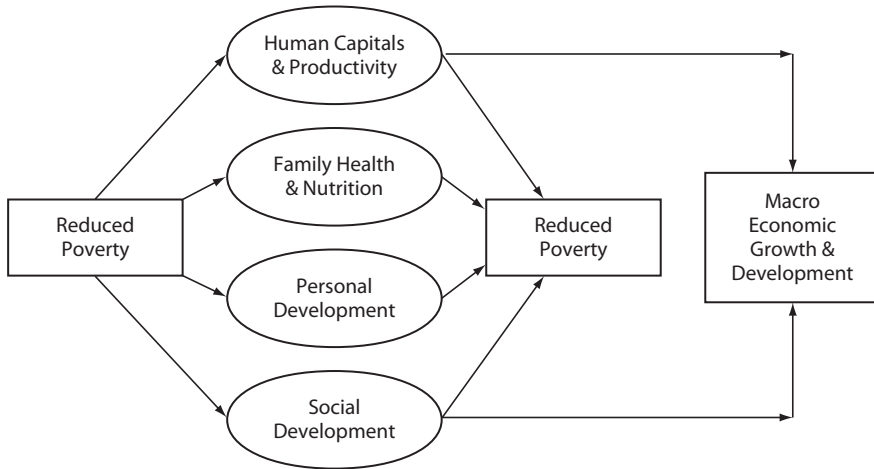 Human Capitals
& Productivity
Family Health
& Nutrition
Reduced
Poverty
Reduced
Poverty
Macro
Economic
Growth &
Development
Personal
Development
Social
Development